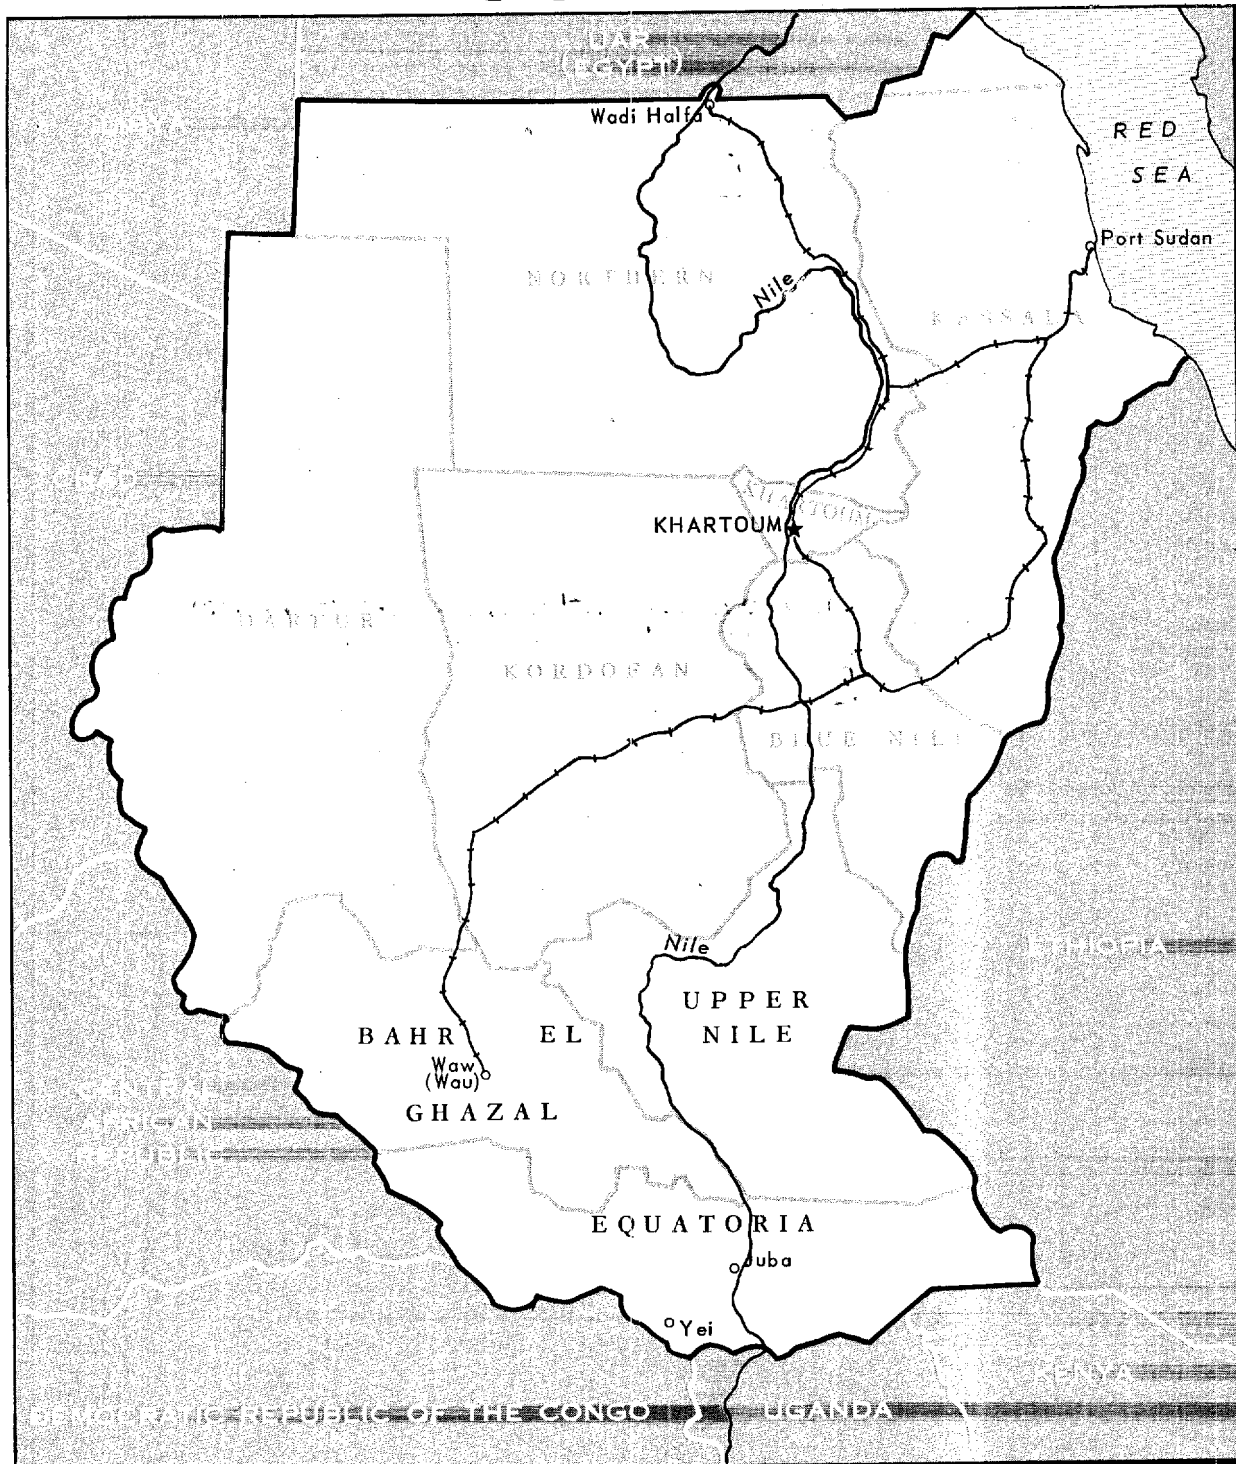 UAR
(EGYPT)
Wadi Halfa
RED
SEA
Port Sudan
NORTHERN
Nile
KASSALA
KHARTOUM
KHARTOUM
DARFUR
KORDOFAN
BLUE NILE
Nile
ETHIOPIA
UPPER
NILE
BAHR EL
Waw
(Wau)
GHAZAL
AFRICAN
REPUBLIC
EQUATORIA
Juba
Yei
KENYA
DEMOCRATIC REPUBLIC OF THE CONGO
UGANDA